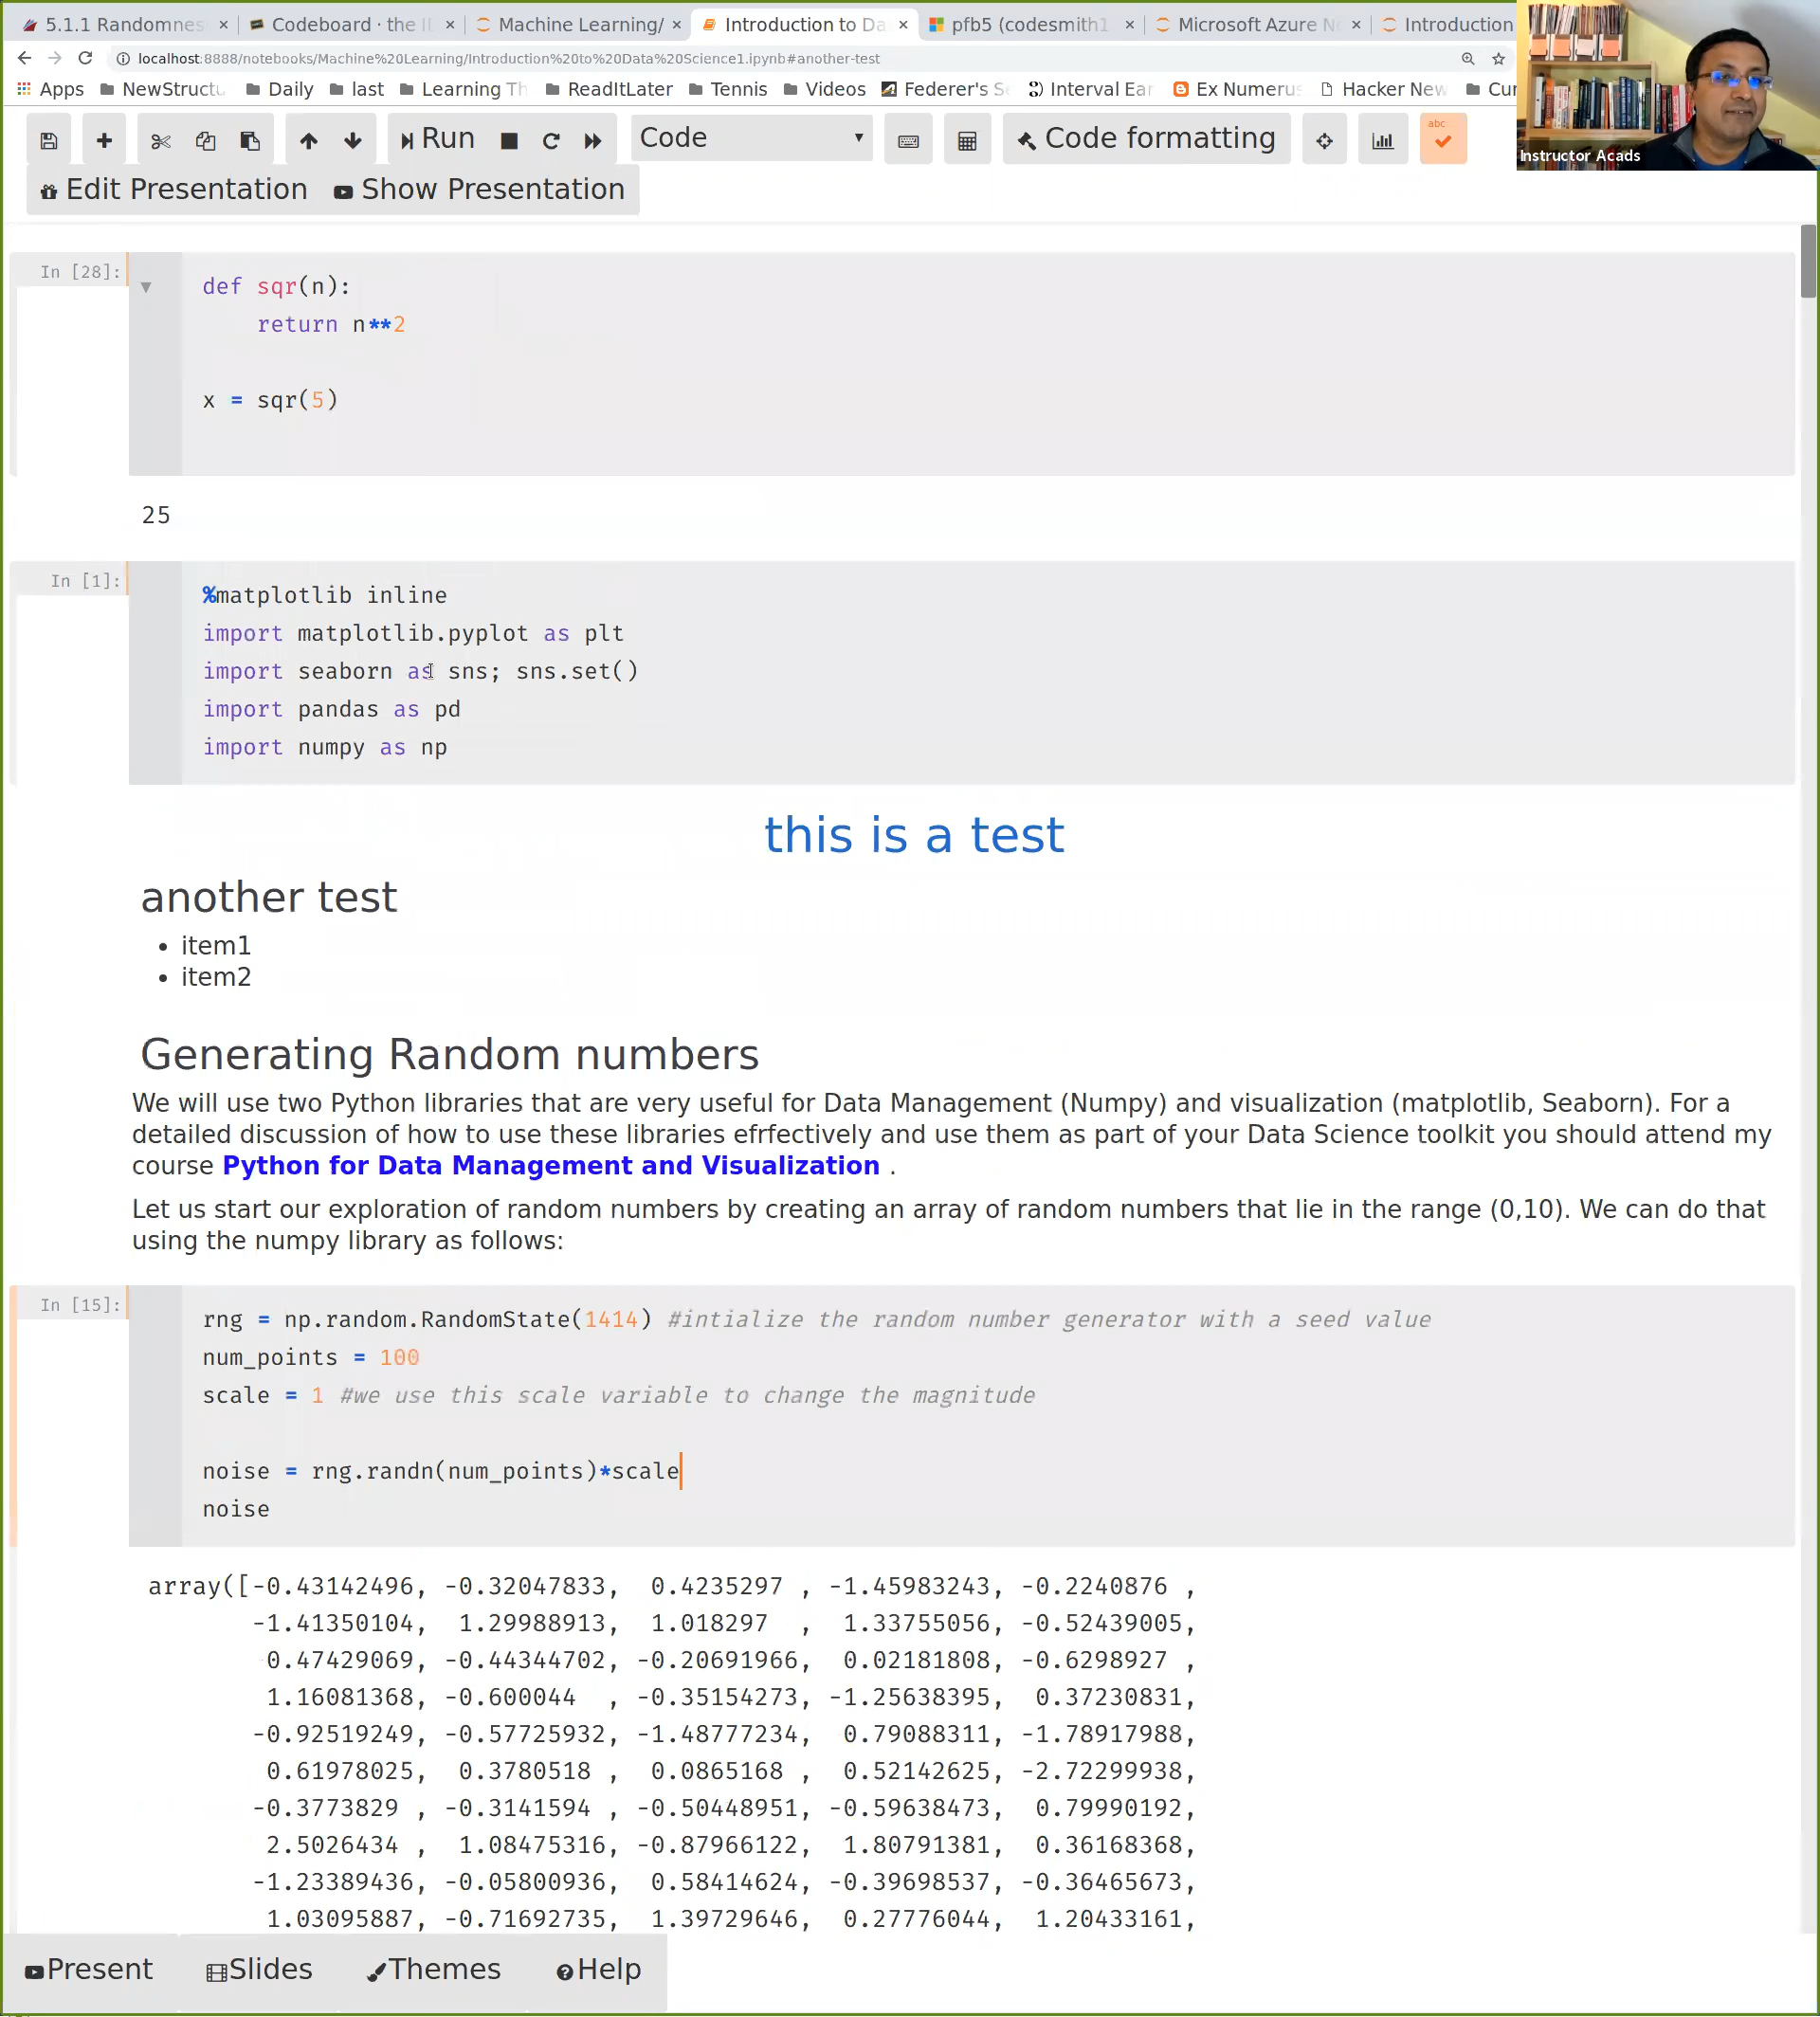 5.1.1 Randomnes
Codeboard · the I
Machine Learning/
Introduction to Da
pfb5 (codesmith1
Microsoft Azure N
Introduction
localhost:8888/notebooks/Machine%20Learning/Introduction%20to%20Data%20Science1.ipynb#another-test
Apps NewStructu Daily last Learning Th ReadItLater Tennis Videos Federer's S Interval Ear Ex Numerus Hacker New Cur
Run Code Code formatting abc
Instructor Acads
Edit Presentation Show Presentation
In [28]:
def sqr(n):
return n**2
x = sqr(5)
25
In [1]:
%matplotlib inline
import matplotlib.pyplot as plt
import seaborn as sns; sns.set()
import pandas as pd
import numpy as np
this is a test
another test
• item1
• item2
Generating Random numbers
We will use two Python libraries that are very useful for Data Management (Numpy) and visualization (matplotlib, Seaborn). For a
detailed discussion of how to use these libraries efrfectively and use them as part of your Data Science toolkit you should attend my
course Python for Data Management and Visualization .
Let us start our exploration of random numbers by creating an array of random numbers that lie in the range (0,10). We can do that
using the numpy library as follows:
In [15]:
rng = np.random.RandomState(1414) #intialize the random number generator with a seed value
num_points = 100
scale = 1 #we use this scale variable to change the magnitude
noise = rng.randn(num_points)*scale
noise
array([-0.43142496, -0.32047833, 0.4235297 , -1.45983243, -0.2240876 ,
-1.41350104, 1.29988913, 1.018297 , 1.33755056, -0.52439005,
0.47429069, -0.44344702, -0.20691966, 0.02181808, -0.6298927 ,
1.16081368, -0.600044 , -0.35154273, -1.25638395, 0.37230831,
-0.92519249, -0.57725932, -1.48777234, 0.79088311, -1.78917988,
0.61978025, 0.3780518 , 0.0865168 , 0.52142625, -2.72299938,
-0.3773829 , -0.3141594 , -0.50448951, -0.59638473, 0.79990192,
2.5026434 , 1.08475316, -0.87966122, 1.80791381, 0.36168368,
-1.23389436, -0.05800936, 0.58414624, -0.39698537, -0.36465673,
1.03095887, -0.71692735, 1.39729646, 0.27776044, 1.20433161,
Present Slides Themes Help